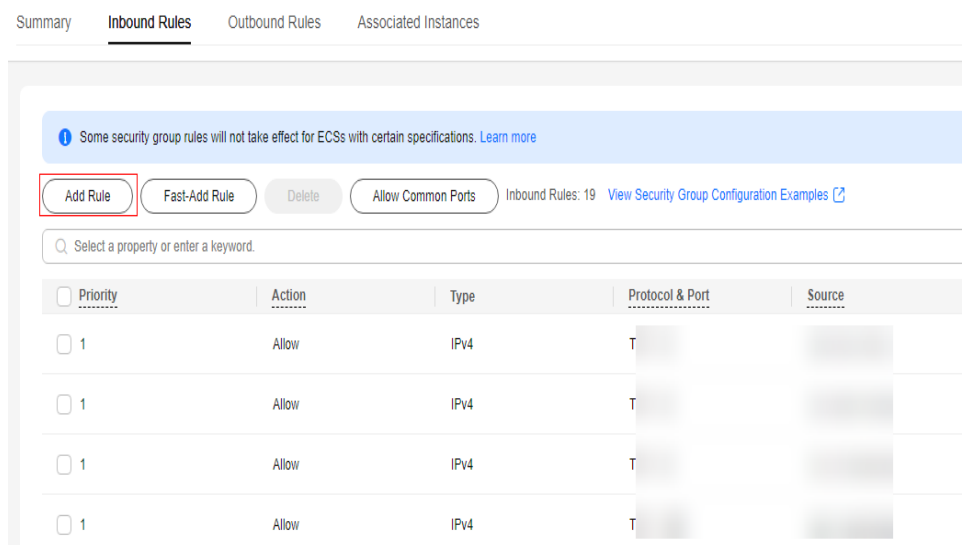 Summary Inbound Rules Outbound Rules Associated Instances
Some security group rules will not take effect for ECSs with certain specifications. Learn more
Add Rule Fast-Add Rule Delete Allow Common Ports Inbound Rules: 19 View Security Group Configuration Examples
Select a property or enter a keyword.
Priority Action Type Protocol & Port Source
1 Allow IPv4
1 Allow IPv4
1 Allow IPv4
1 Allow IPv4